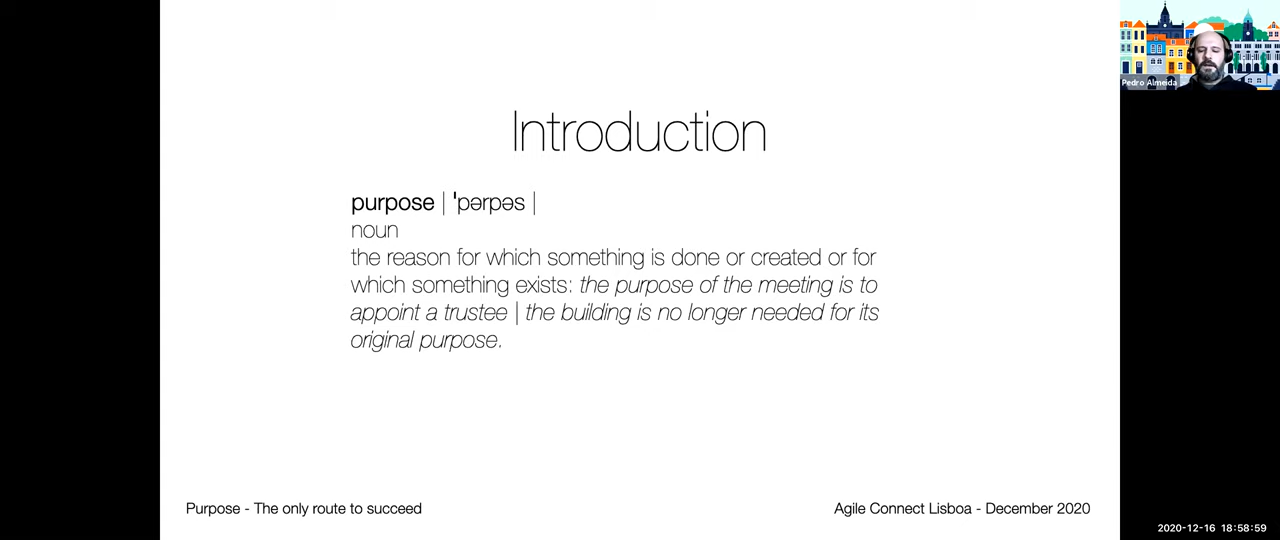 Pedro Almeida
Introduction
purpose | ˈpərpəs |
noun
the reason for which something is done or created or for
which something exists: the purpose of the meeting is to
appoint a trustee | the building is no longer needed for its
original purpose.
Purpose - The only route to succeed
Agile Connect Lisboa - December 2020
2020-12-16 18:58:59